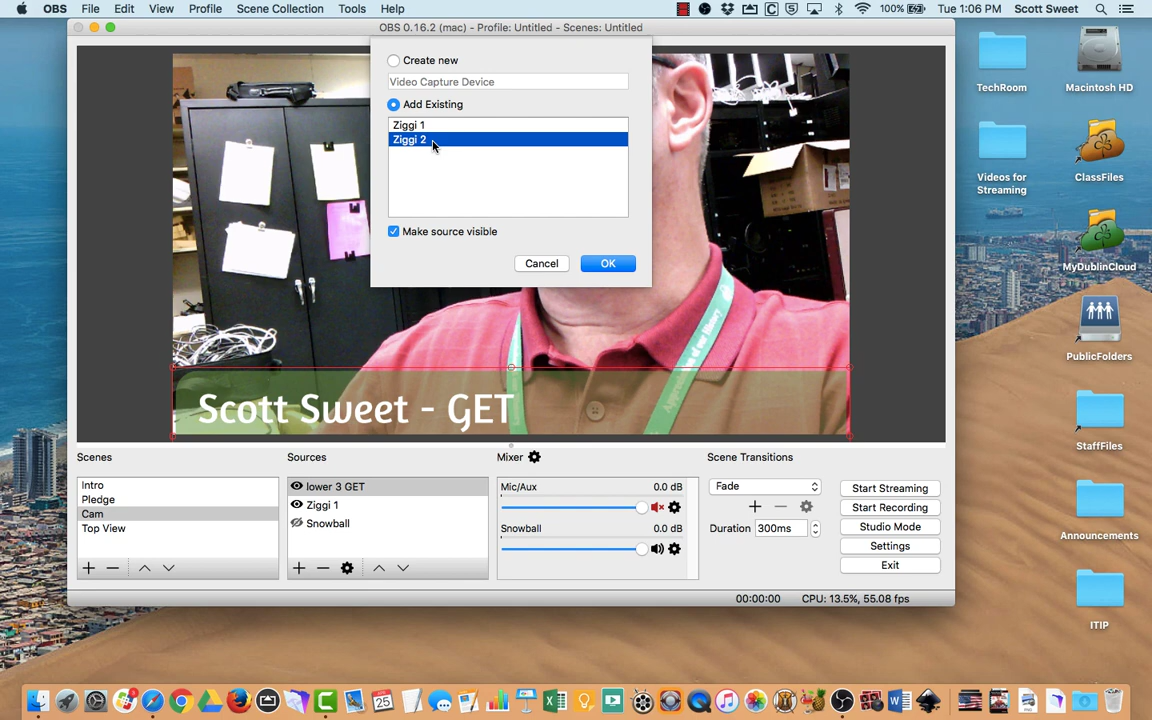 OBS File Edit View Profile Scene Collection Tools Help 100% Tue 1:06 PM Scott Sweet
OBS 0.16.2 (mac) - Profile: Untitled - Scenes: Untitled
Create new
Video Capture Device
Add Existing
Ziggi 1
Ziggi 2
Make source visible
Cancel OK
Scott Sweet - GET
Scenes
Intro
Pledge
Cam
Top View
Sources
lower 3 GET
Ziggi 1
Snowball
Mixer
Mic/Aux 0.0 dB
Snowball 0.0 dB
Scene Transitions
Fade
Duration 300ms
Start Streaming
Start Recording
Studio Mode
Settings
Exit
00:00:00 CPU: 13.5%, 55.08 fps
TechRoom
Macintosh HD
Videos for
Streaming
ClassFiles
MyDublinCloud
PublicFolders
StaffFiles
Announcements
ITIP
25